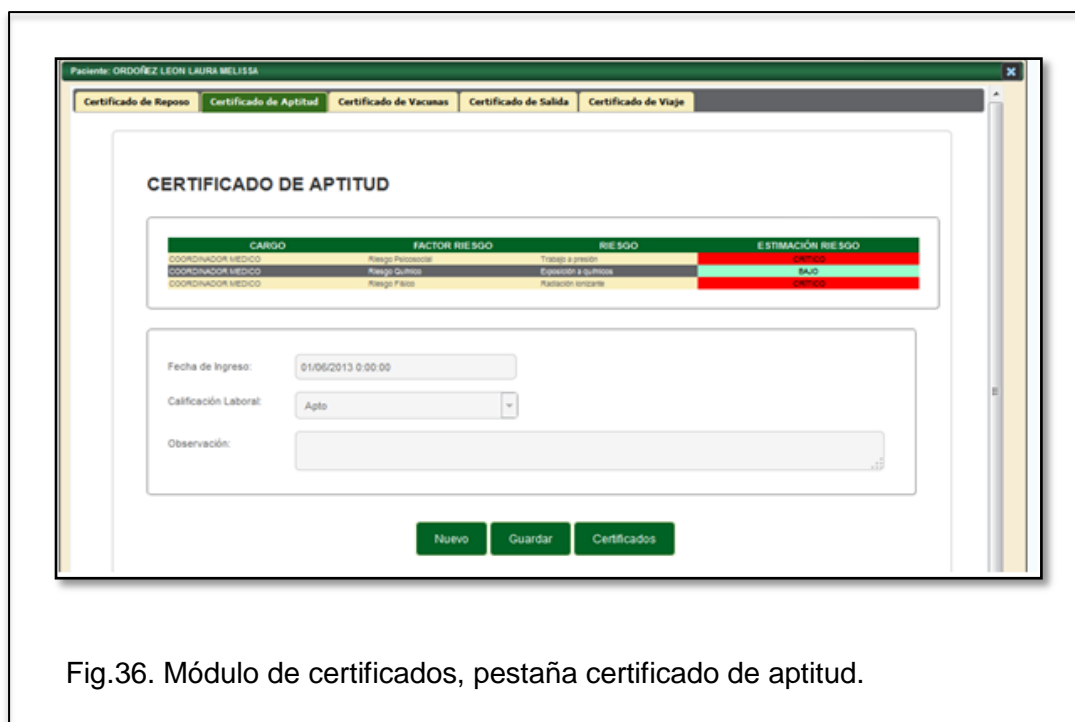 Paciente: ORDOÑEZ LEON LAURA MELISSA
Certificado de Reposo Certificado de Aptitud Certificado de Vacunas Certificado de Salida Certificado de Viaje
CERTIFICADO DE APTITUD
CARGO FACTOR RIESGO RIESGO ESTIMACIÓN RIESGO
COORDINADOR MEDICO Riesgo Psicosocial Trabajo a presión CRITICO
COORDINADOR MEDICO Riesgo Químico Exposición a químicos BAJO
COORDINADOR MEDICO Riesgo Físico Radiación ionizante CRITICO
Fecha de Ingreso: 01/06/2013 0:00:00
Calificación Laboral: Apto
Observación:
Nuevo Guardar Certificados
Fig.36. Módulo de certificados, pestaña certificado de aptitud.